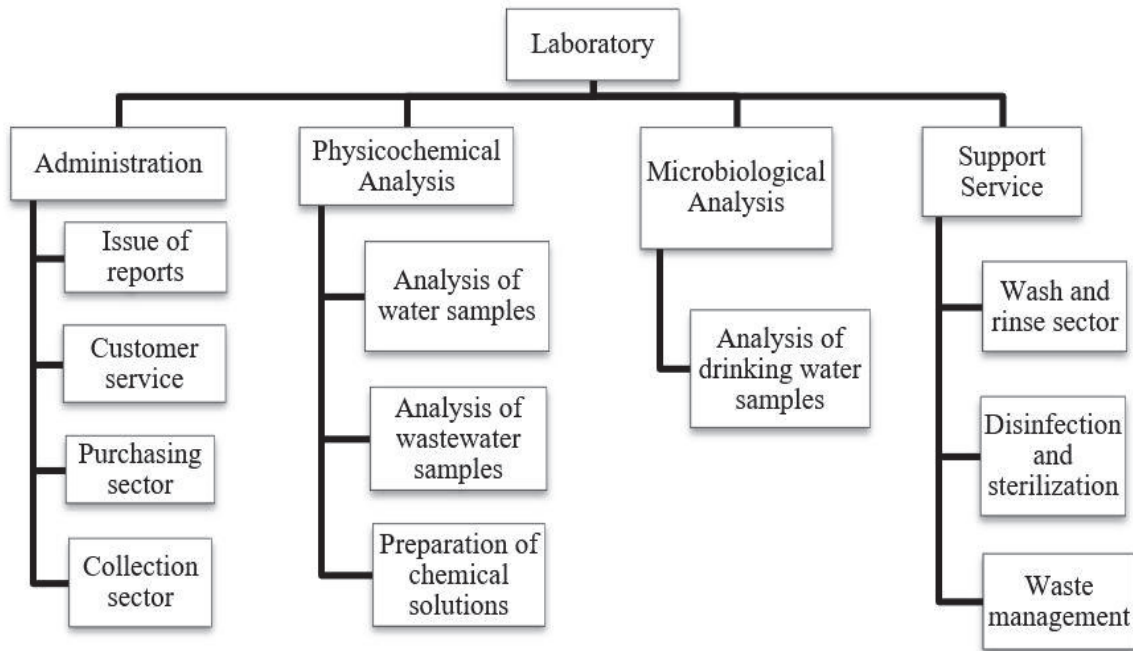 Laboratory
Administration
Issue of
reports
Customer
service
Purchasing
sector
Collection
sector
Physicochemical
Analysis
Analysis of
water samples
Analysis of
wastewater
samples
Preparation of
chemical
solutions
Microbiological
Analysis
Analysis of
drinking water
samples
Support
Service
Wash and
rinse sector
Disinfection
and
sterilization
Waste
management